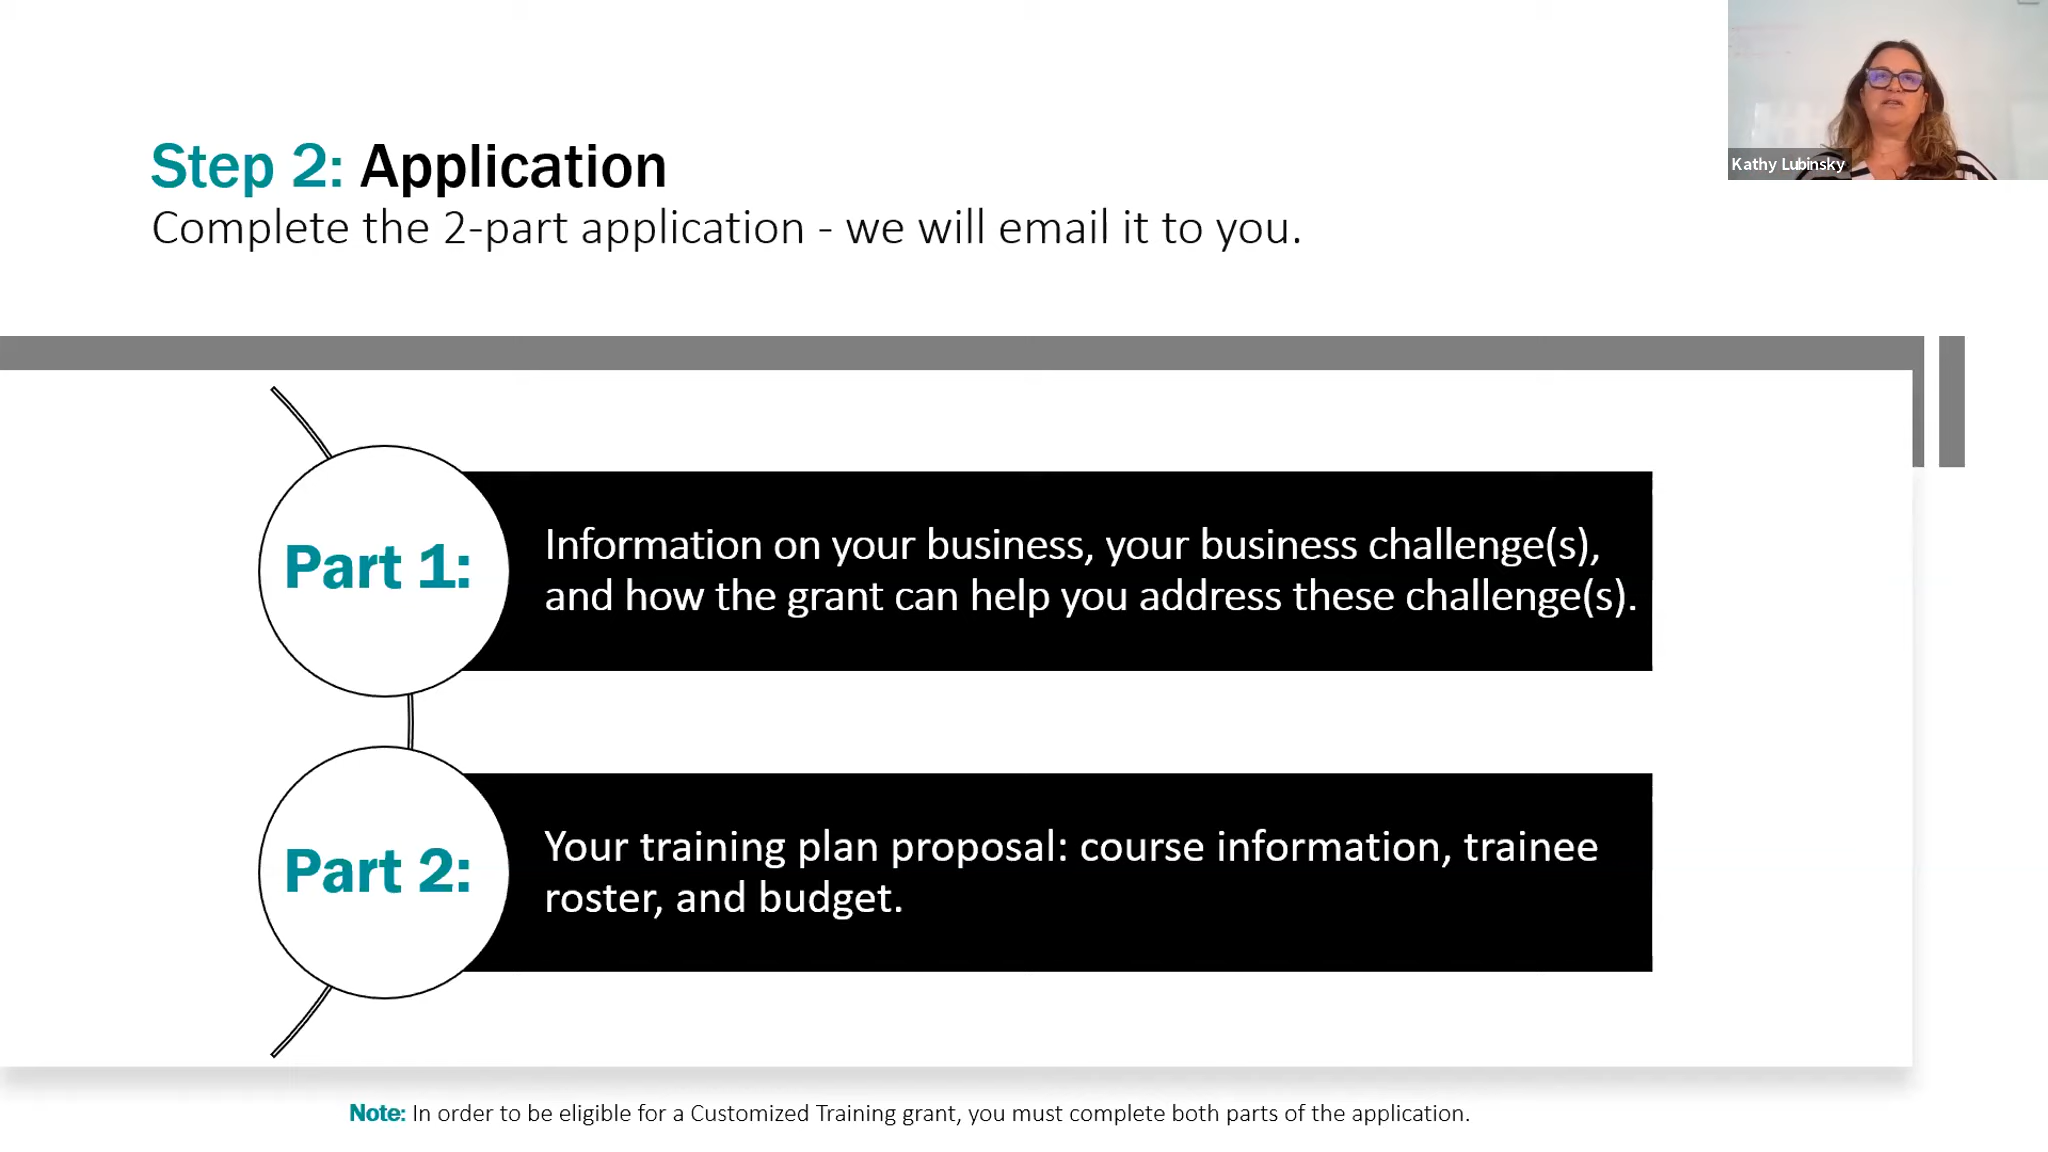 Step 2: Application
Complete the 2-part application - we will email it to you.
Kathy Lubinsky
Part 1:
Information on your business, your business challenge(s),
and how the grant can help you address these challenge(s).
Part 2:
Your training plan proposal: course information, trainee
roster, and budget.
Note: In order to be eligible for a Customized Training grant, you must complete both parts of the application.